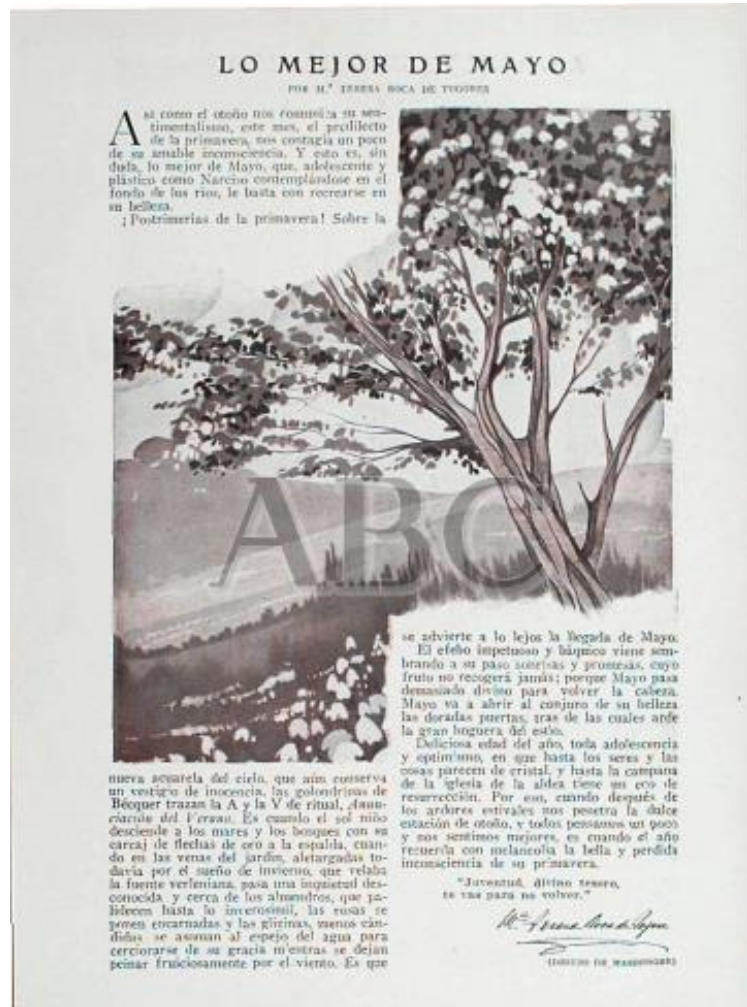 LO MEJOR DE MAYO
POR M.ª TERESA ROCA DE TOGORES
Así como el otoño nos comunica su sen-
timentalismo, este mes, el predilecto
de la primavera, nos contagia un poco
de su amable inconsciencia. Y esto es, sin
duda, lo mejor de Mayo, que, adolescente y
plástico como Narciso contemplándose en el
fondo de los ríos, le basta con recrearse en
su belleza.
¡Postrimerías de la primavera! Sobre la
ABC
nueva acuarela del cielo, que aún conserva
un vestigio de inocencia, las golondrinas de
Bécquer trazan la A y la V de ritual, Anun-
ciación del Verano. Es cuando el sol niño
desciende a los mares y los bosques con su
carcaj de flechas de oro a la espalda, cuan-
do en las venas del jardín, aletargadas to-
davía por el sueño de invierno, que velaba
la fuente verleniana, pasa una inquietud des-
conocida, y cerca de los almendros, que pa-
lidecen hasta lo inverosímil, las rosas se
ponen encarnadas y las glizinas, menos cán-
didas se asoman al espejo del agua para
cerciorarse de su gracia mientras se dejan
peinar fruiciosamente por el viento. Es que
se advierte a lo lejos la llegada de Mayo.
El efebo impetuoso y báquico viene sem-
brando a su paso sonrisas y promesas, cuyo
fruto no recogerá jamás; porque Mayo pasa
demasiado divino para volver la cabeza.
Mayo va a abrir al conjuro de su belleza
las doradas puertas, tras de las cuales arde
la gran hoguera del estío.
Deliciosa edad del año, toda adolescencia
y optimismo, en que hasta los seres y las
cosas parecen de cristal, y hasta la campana
de la iglesia de la aldea tiene un eco de
resurrección. Por eso, cuando después de
los ardores estivales nos penetra la dulce
estación de otoño, y todos pensamos un poco
y nos sentimos mejores, es cuando el año
recuerda con melancolía la bella y perdida
inconsciencia de su primavera.
"Juventud, divino tesoro,
te vas para no volver."
Mª Teresa Roca de Togores
(DIBUJO DE MASBERGER)